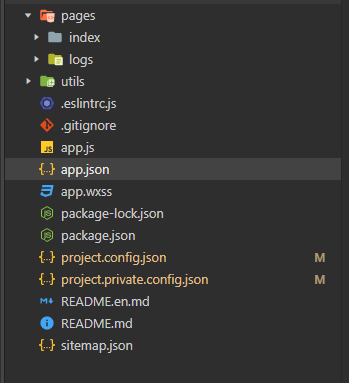 pages
index
logs
utils
.eslintrc.js
.gitignore
JS app.js
{..} app.json
app.wxss
package-lock.json
package.json
{..} project.config.json M
{..} project.private.config.json M
M↓ README.en.md
i README.md
{..} sitemap.json